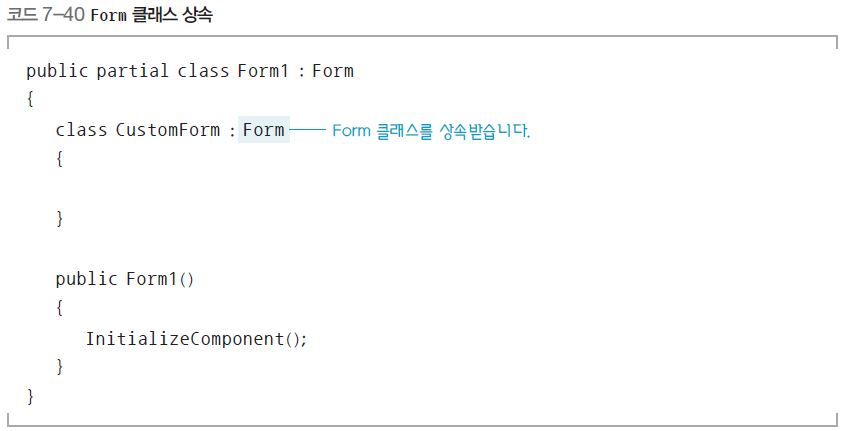 코드 7-40 Form 클래스 상속
public partial class Form1 : Form
{
class CustomForm : Form Form 클래스를 상속받습니다.
{
}
public Form1()
{
InitializeComponent();
}
}